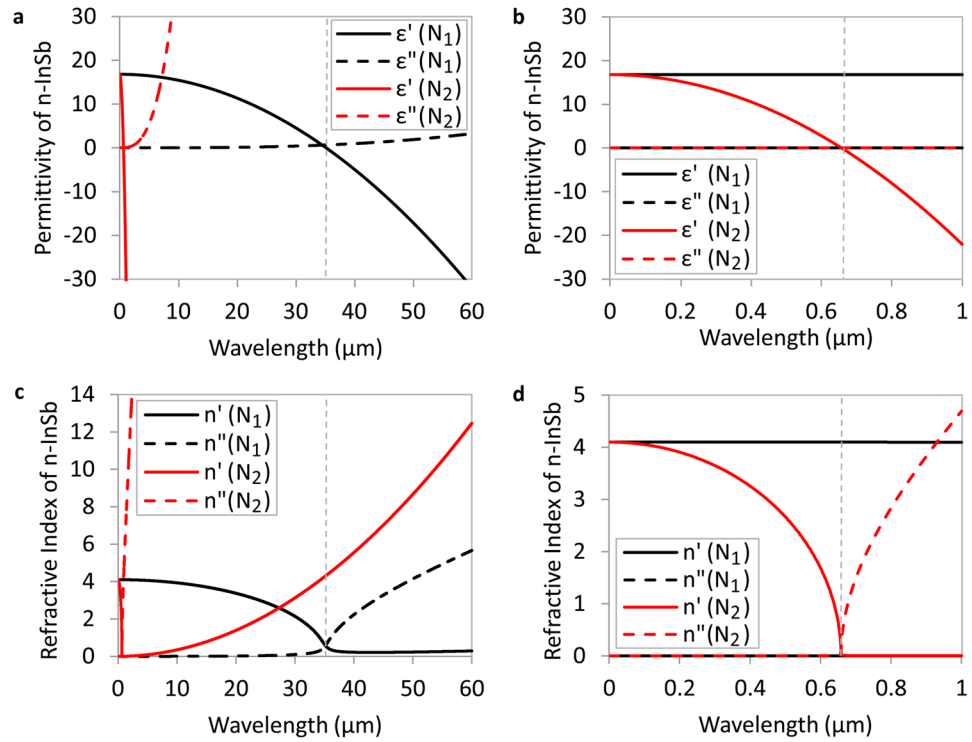 a
30
20
10
0
-10
-20
-30
Permittivity of n-InSb
ε' (N₁)
ε" (N₁)
ε' (N₂)
ε" (N₂)
0 10 20 30 40 50 60
Wavelength (μm)
b
30
20
10
0
-10
-20
-30
Permittivity of n-InSb
ε' (N₁)
ε" (N₁)
ε' (N₂)
ε" (N₂)
0 0.2 0.4 0.6 0.8 1
Wavelength (μm)
c
14
12
10
8
6
4
2
0
Refractive Index of n-InSb
n' (N₁)
n"(N₁)
n' (N₂)
n"(N₂)
0 10 20 30 40 50 60
Wavelength (μm)
d
5
4
3
2
1
0
Refractive Index of n-InSb
n' (N₁)
n"(N₁)
n' (N₂)
n"(N₂)
0 0.2 0.4 0.6 0.8 1
Wavelength (μm)